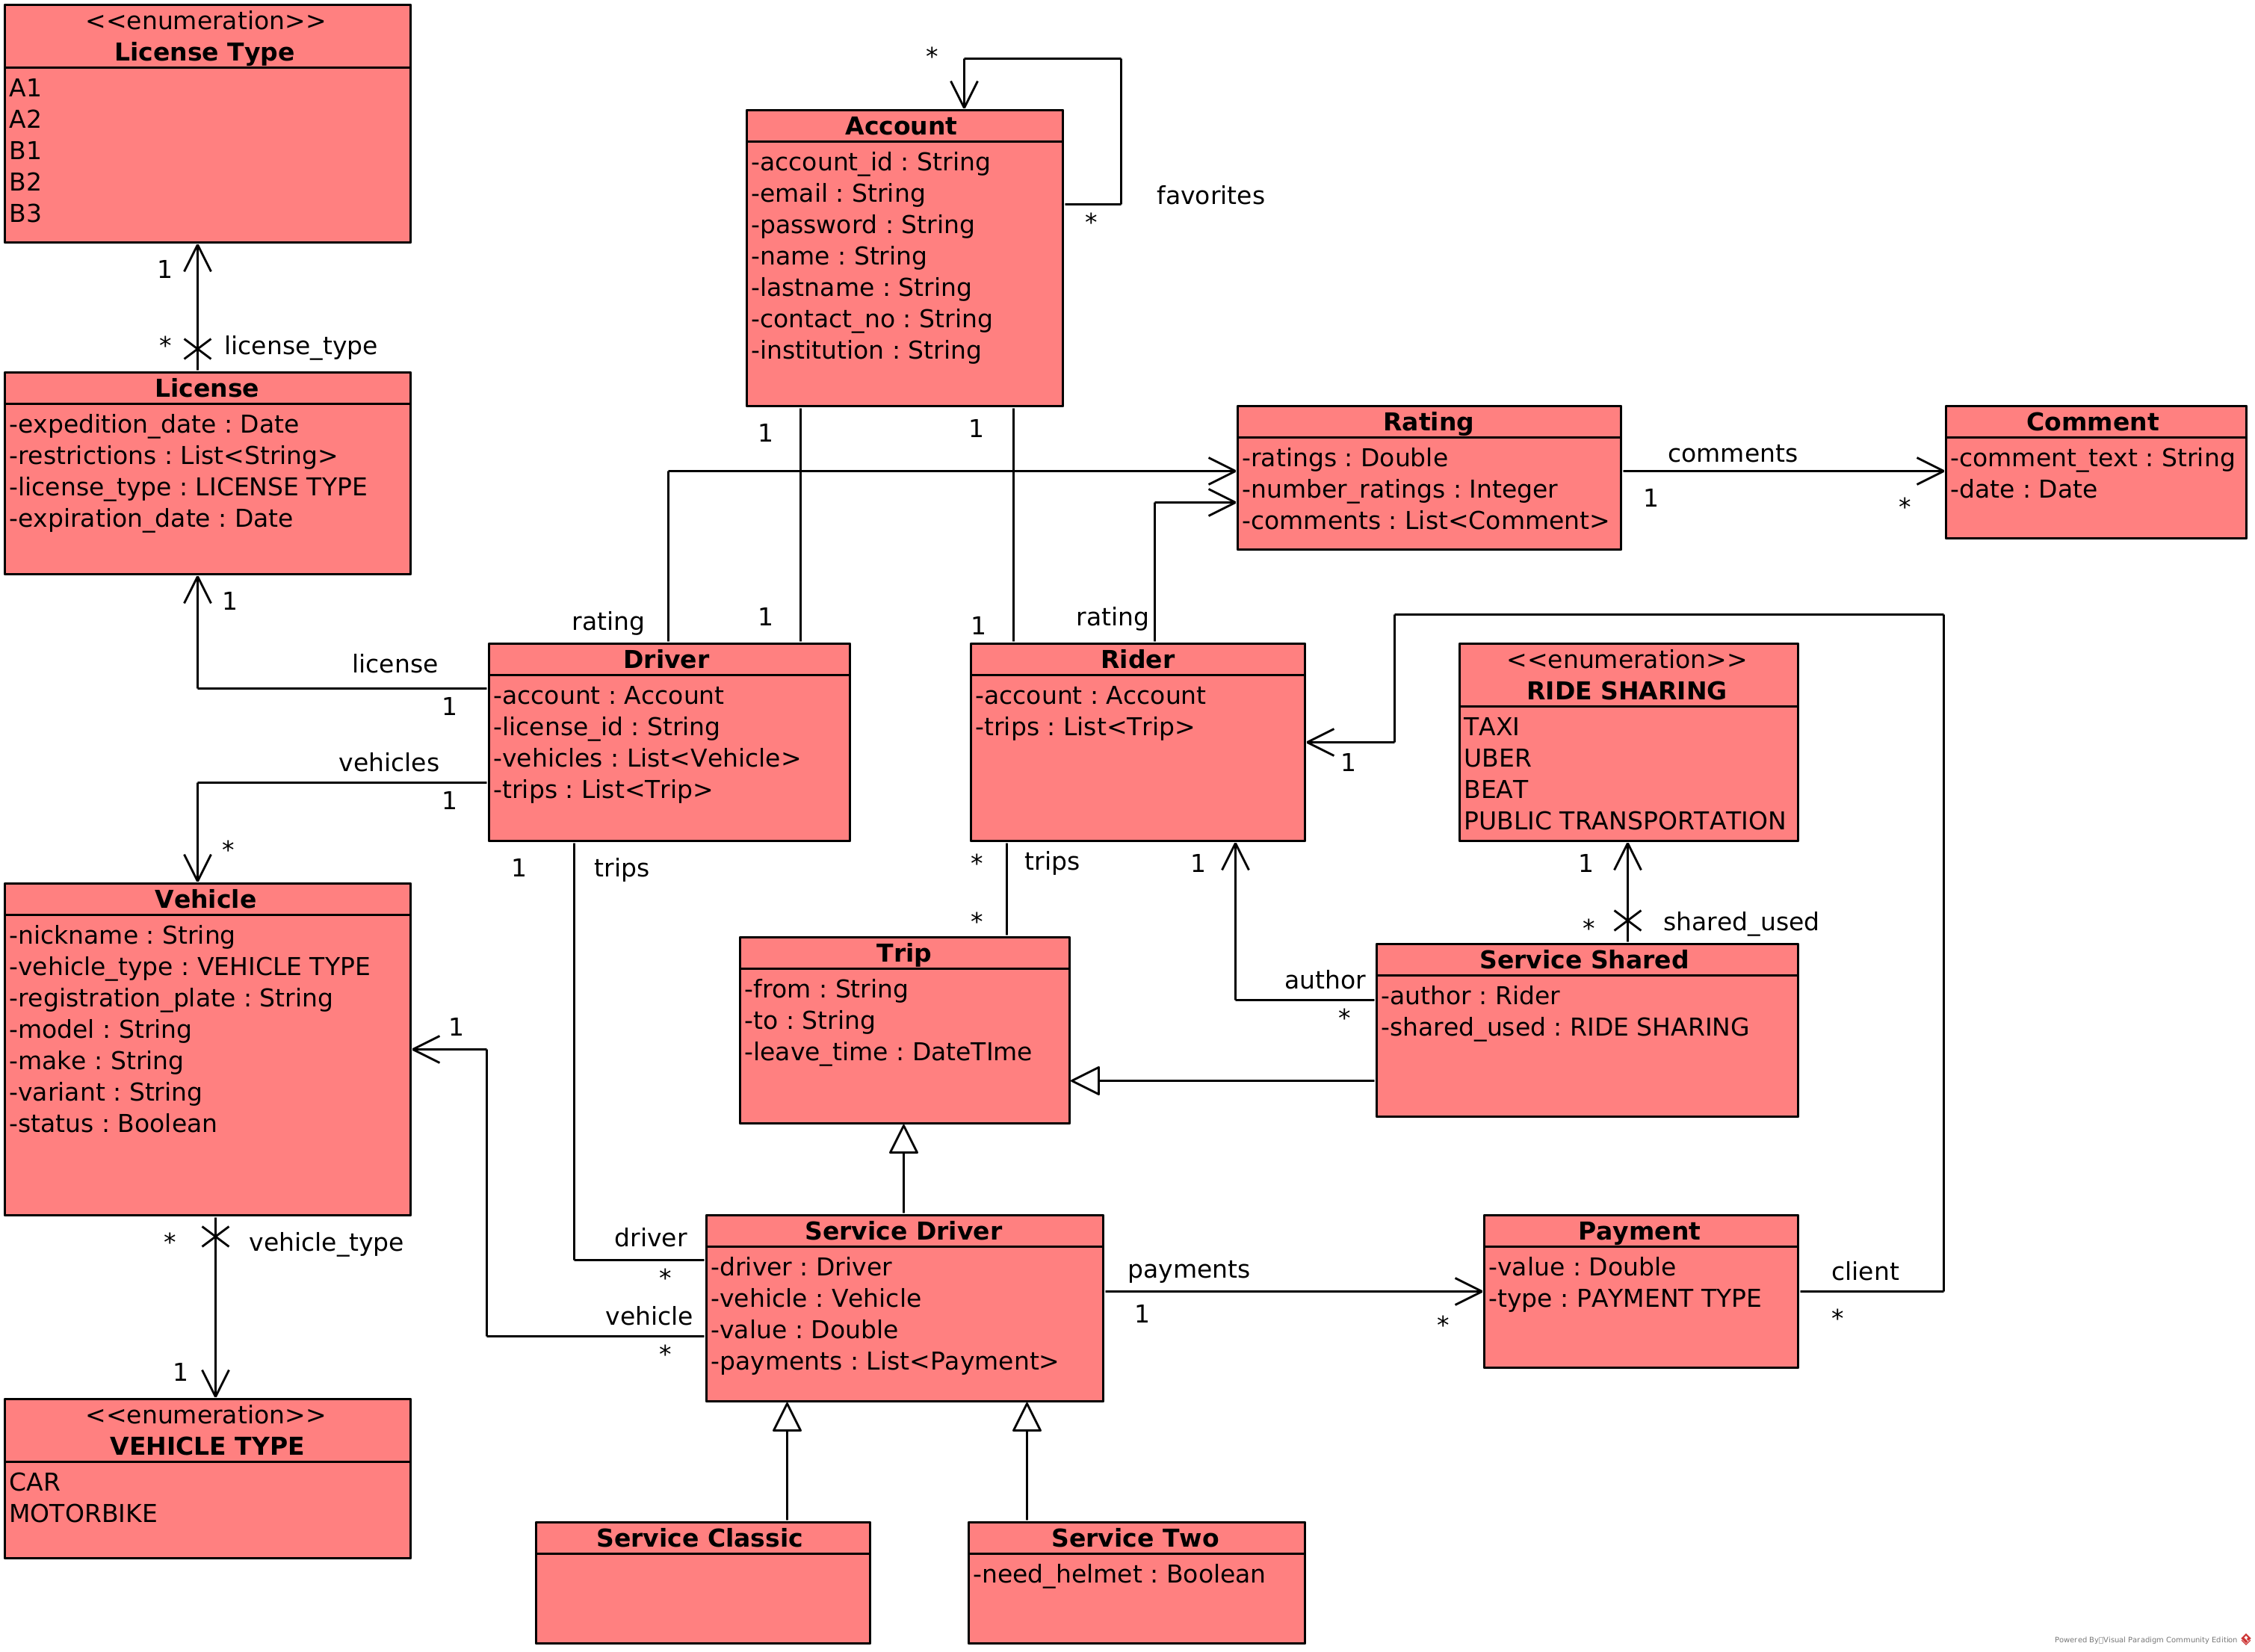 <<enumeration>>
License Type
A1
A2
B1
B2
B3
1
*
license_type
License
-expedition_date : Date
-restrictions : List<String>
-license_type : LICENSE TYPE
-expiration_date : Date
1
license
1
vehicles
1
*
*
Account
-account_id : String
-email : String
-password : String
-name : String
-lastname : String
-contact_no : String
-institution : String
favorites
*
1
1
Rating
-ratings : Double
-number_ratings : Integer
-comments : List<Comment>
comments
1
*
Comment
-comment_text : String
-date : Date
rating
1
1
rating
Driver
-account : Account
-license_id : String
-vehicles : List<Vehicle>
-trips : List<Trip>
1
trips
Rider
-account : Account
-trips : List<Trip>
1
*
trips
*
1
<<enumeration>>
RIDE SHARING
TAXI
UBER
BEAT
PUBLIC TRANSPORTATION
1
*
shared_used
Vehicle
-nickname : String
-vehicle_type : VEHICLE TYPE
-registration_plate : String
-model : String
-make : String
-variant : String
-status : Boolean
1
Trip
-from : String
-to : String
-leave_time : DateTIme
author
*
Service Shared
-author : Rider
-shared_used : RIDE SHARING
*
vehicle_type
1
<<enumeration>>
VEHICLE TYPE
CAR
MOTORBIKE
driver
*
vehicle
*
Service Driver
-driver : Driver
-vehicle : Vehicle
-value : Double
-payments : List<Payment>
payments
1
*
Payment
-value : Double
-type : PAYMENT TYPE
client
*
Service Classic
Service Two
-need_helmet : Boolean
Powered By Visual Paradigm Community Edition